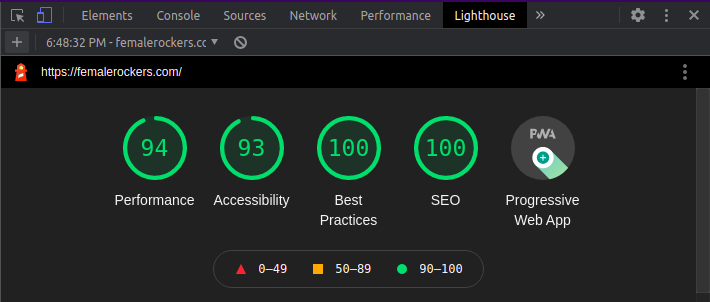 Elements Console Sources Network Performance Lighthouse »
6:48:32 PM - femalerockers.cc
https://femalerockers.com/
94 93 100 100 PWA
Performance Accessibility Best Practices SEO Progressive Web App
0–49 50–89 90–100